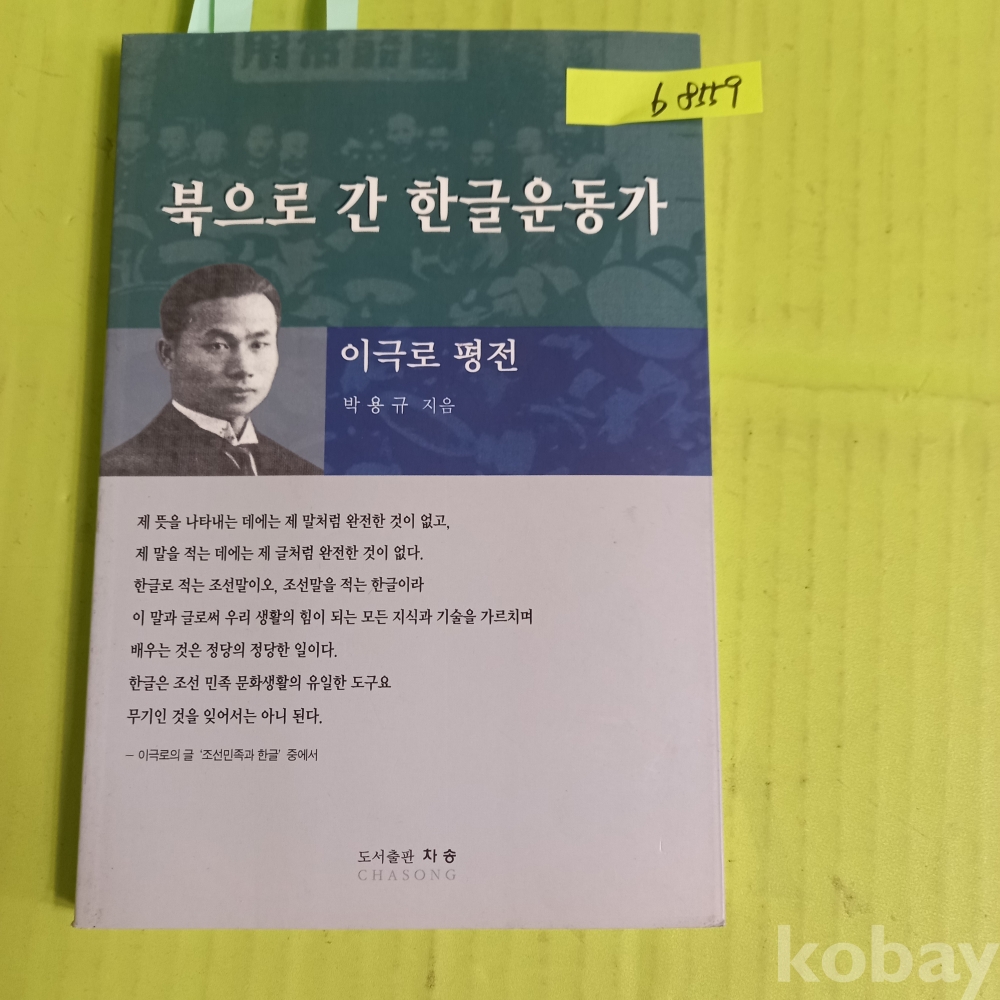 b 8559
북으로 간 한글운동가
이극로 평전
박용규 지음
제 뜻을 나타내는 데에는 제 말처럼 완전한 것이 없고,
제 말을 적는 데에는 제 글처럼 완전한 것이 없다.
한글로 적는 조선말이오, 조선말을 적는 한글이라
이 말과 글로써 우리 생활의 힘이 되는 모든 지식과 기술을 가르치며
배우는 것은 정당의 정당한 일이다.
한글은 조선 민족 문화생활의 유일한 도구요
무기인 것을 잊어서는 아니 된다.
– 이극로의 글 '조선민족과 한글' 중에서
도서출판 차송
CHASONG
kobay